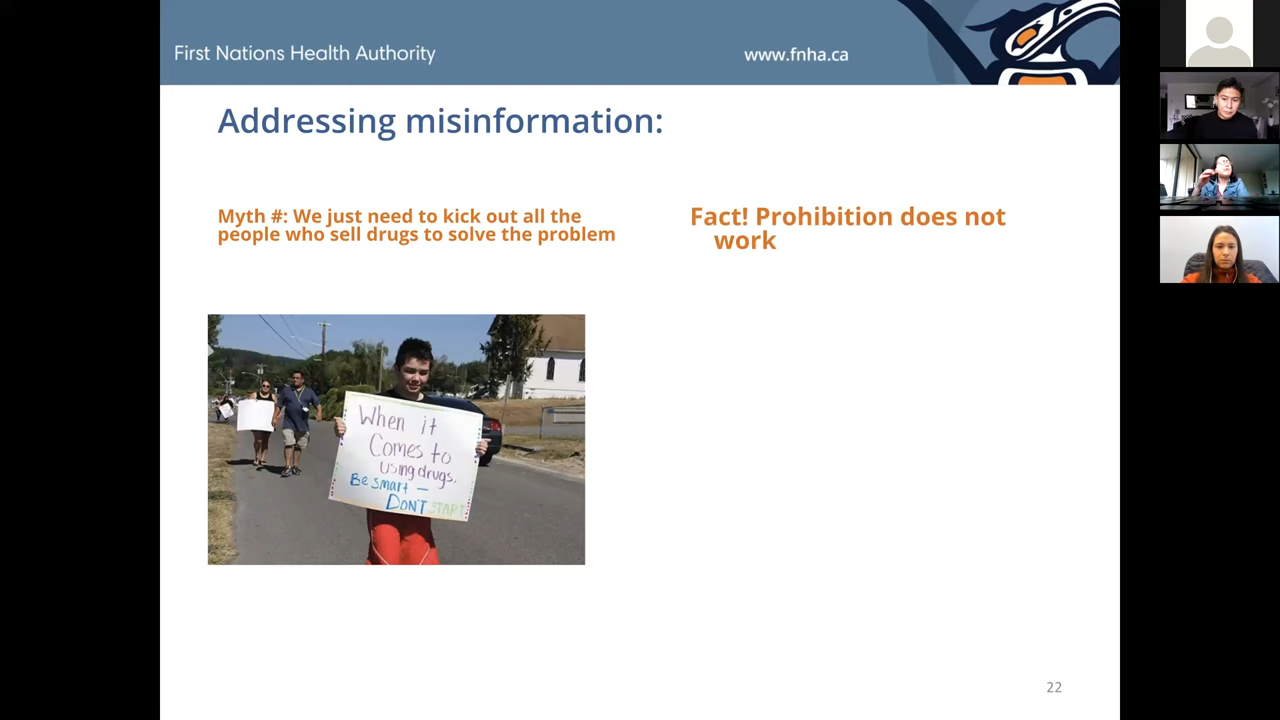 First Nations Health Authority
www.fnha.ca
Addressing misinformation:
Myth #: We just need to kick out all the
people who sell drugs to solve the problem
Fact! Prohibition does not
work
When it
Comes to
using drugs.
Be smart —
DON'T START
22